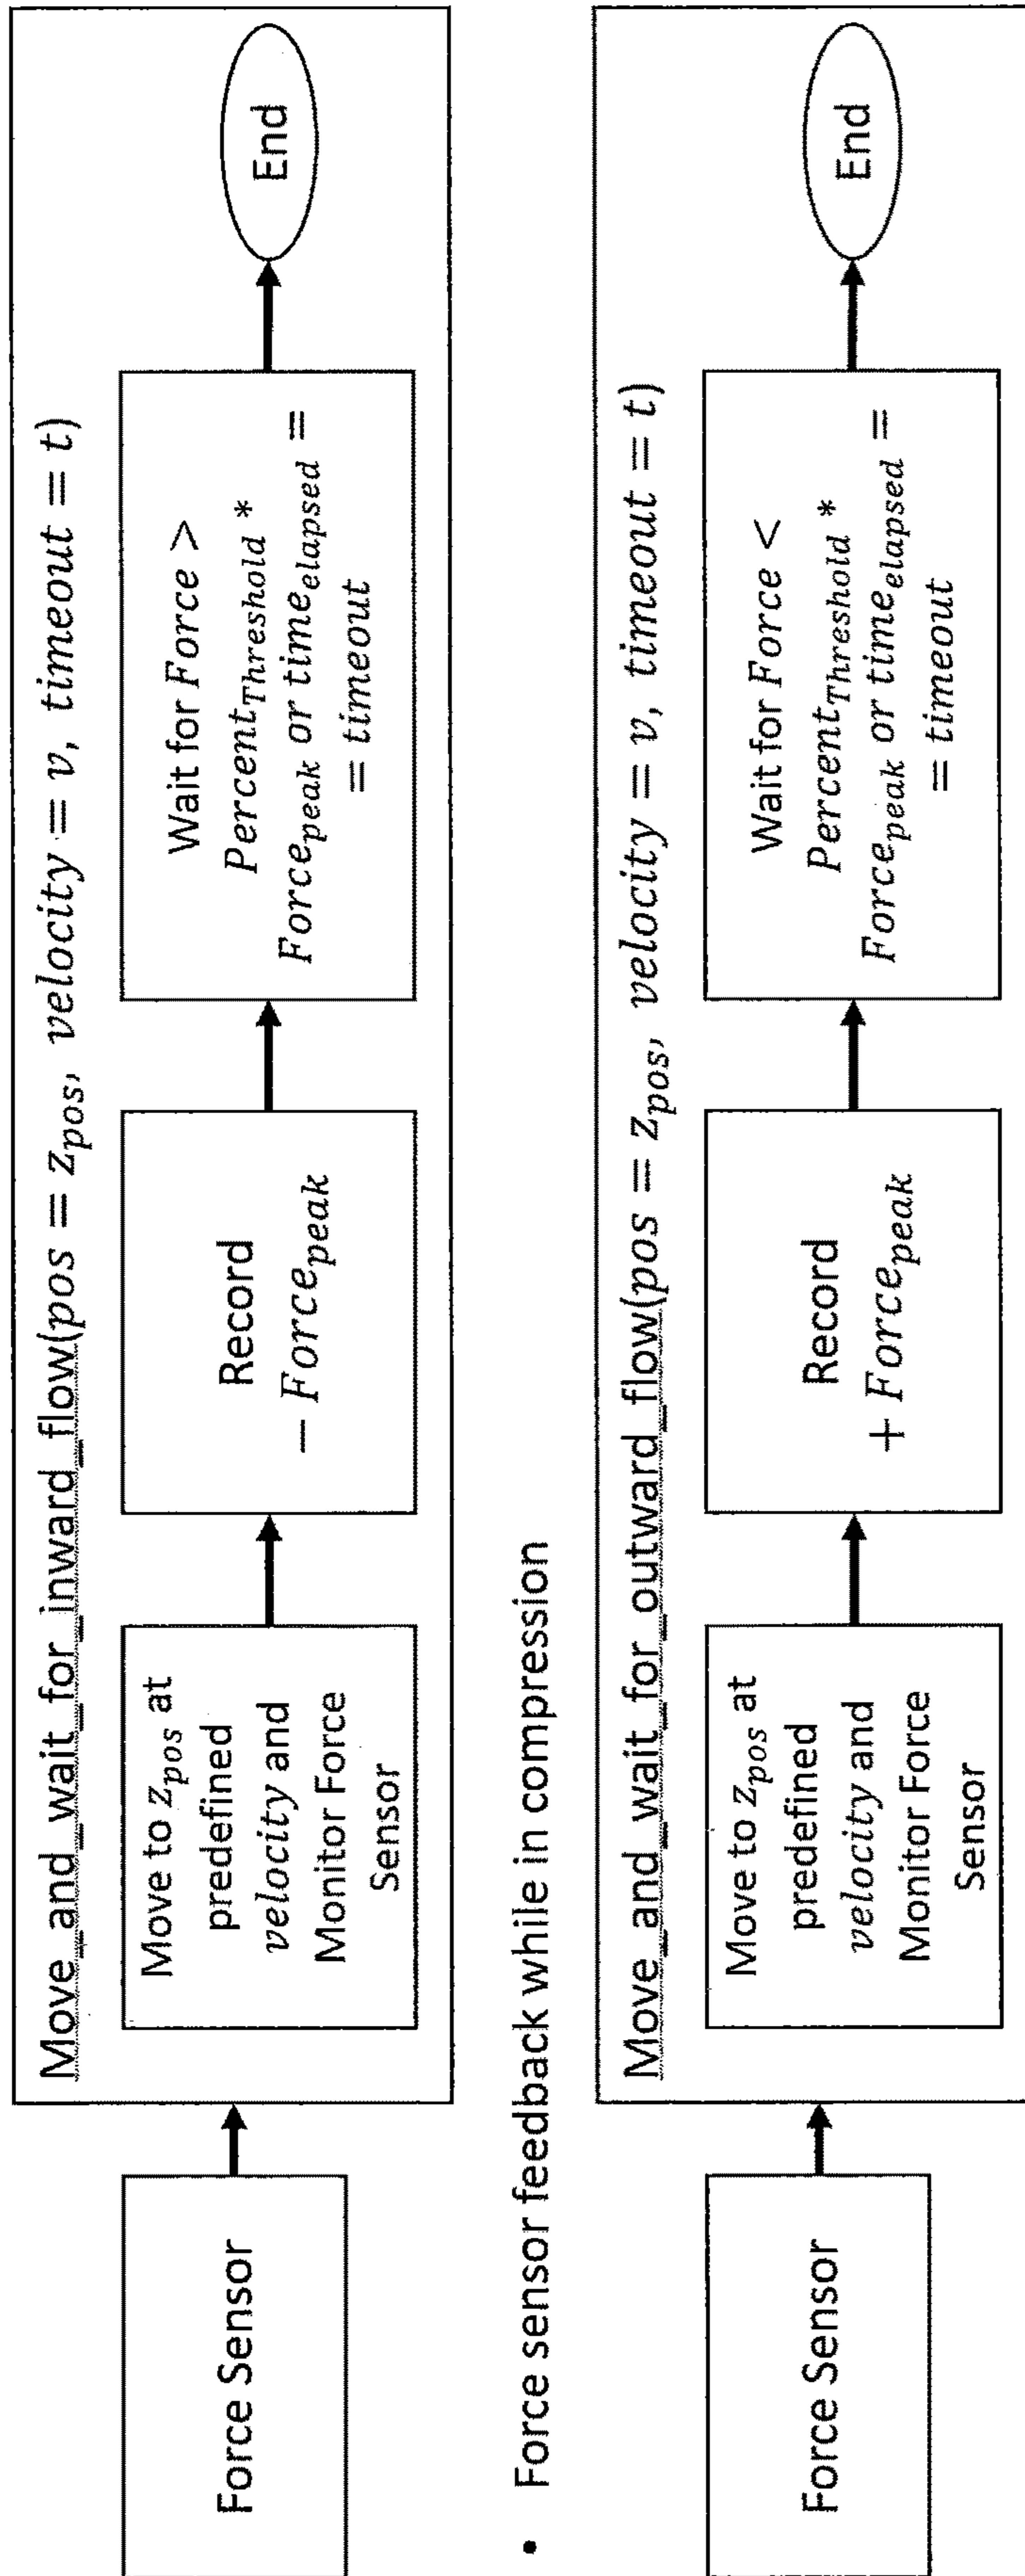 Force Sensor
Move_and_wait_for_inward_flow(pos = z_pos, velocity = v, timeout = t)
Move to z_pos at
predefined
velocity and
Monitor Force
Sensor
Record
− Force_peak
Wait for Force >
Percent_Threshold *
Force_peak or time_elapsed =
= timeout
End
• Force sensor feedback while in compression
Force Sensor
Move_and_wait_for_outward_flow(pos = z_pos, velocity = v, timeout = t)
Move to z_pos at
predefined
velocity and
Monitor Force
Sensor
Record
+ Force_peak
Wait for Force <
Percent_Threshold *
Force_peak or time_elapsed =
= timeout
End